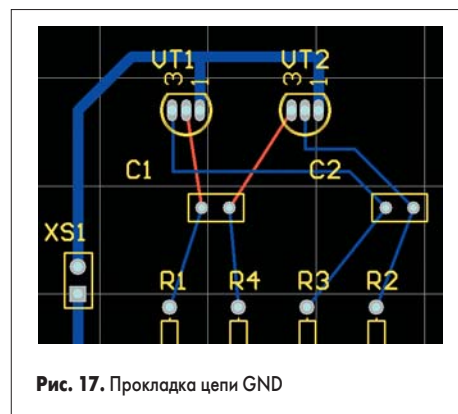 VT1 VT2
3 1 3 1
C1 C2
XS1
R1 R4 R3 R2
Рис. 17. Прокладка цепи GND